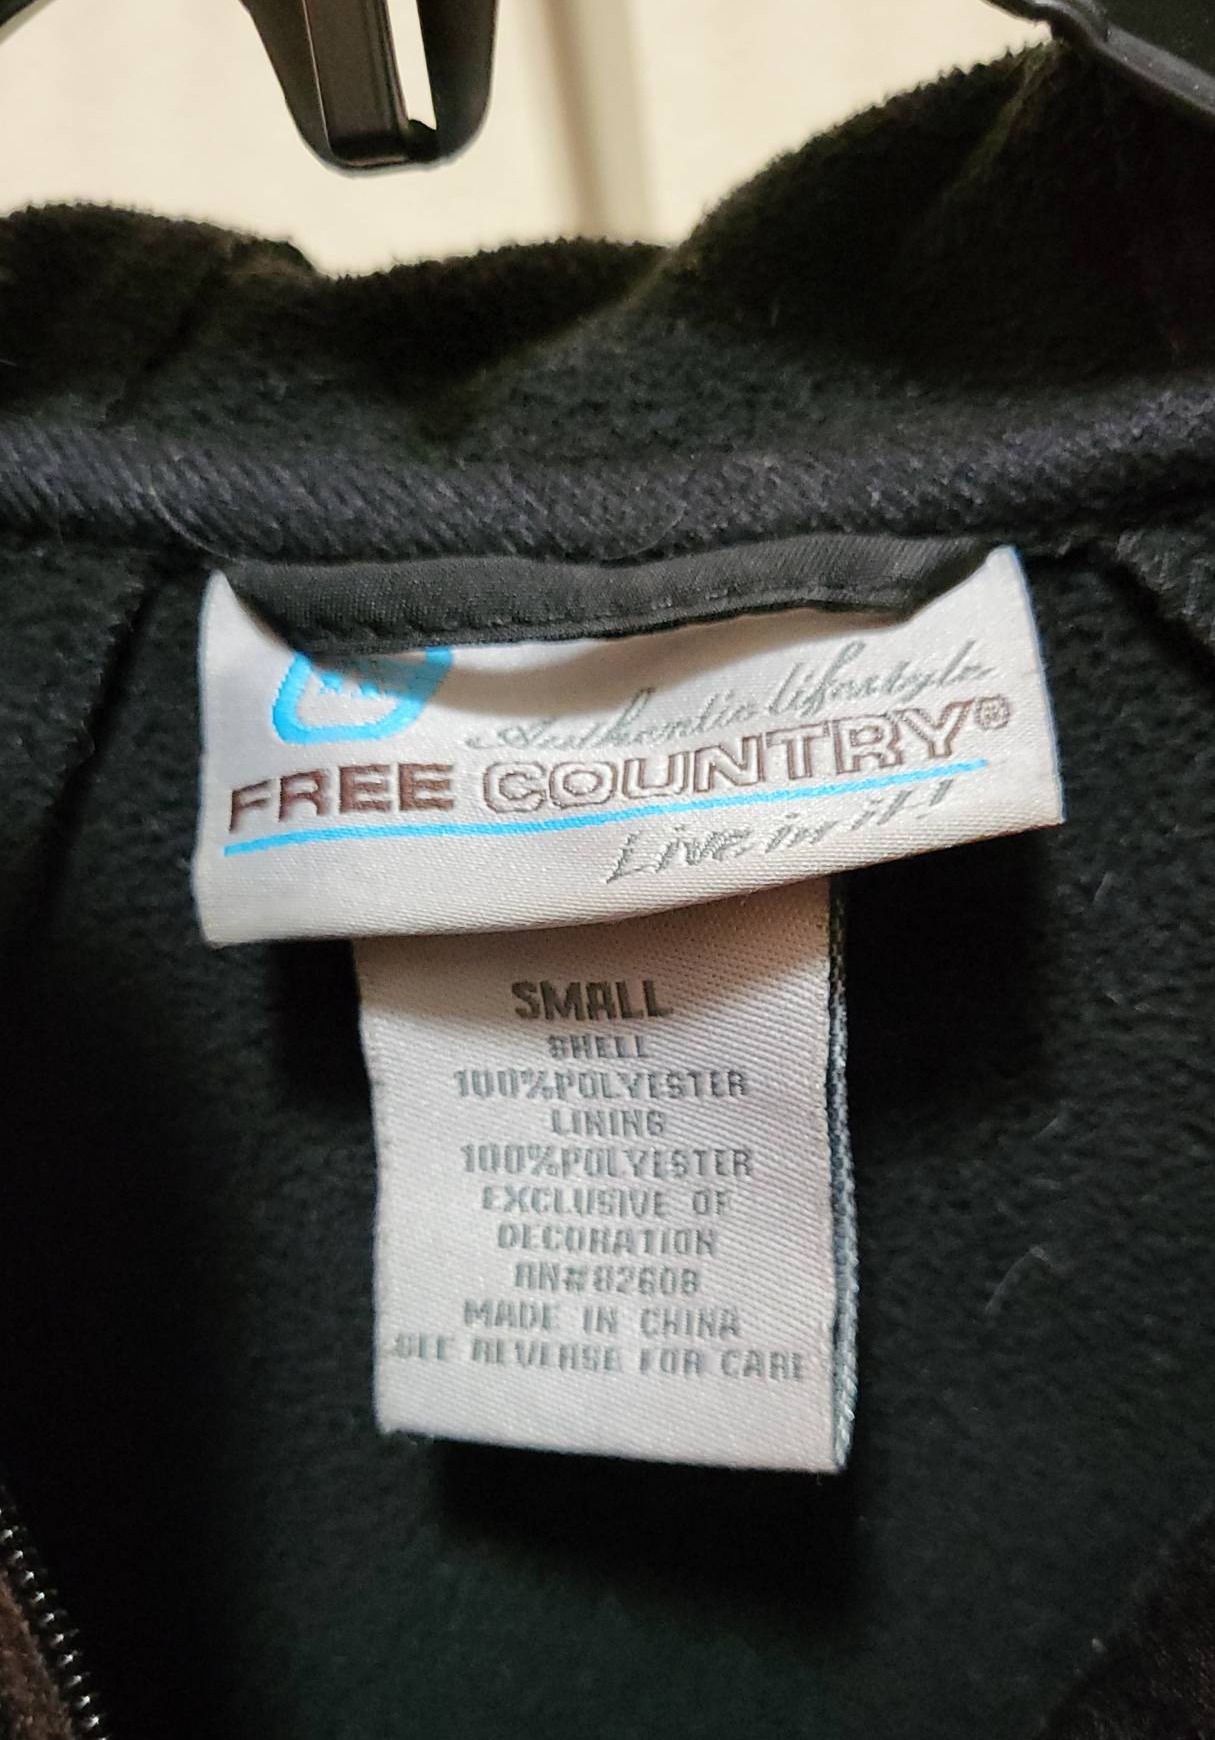 Authentic lifestyle
FREE COUNTRY®
Live in it!
SMALL
SHELL
100%POLYESTER
LINING
100%POLYESTER
EXCLUSIVE OF
DECORATION
RN#82608
MADE IN CHINA
SEE REVERSE FOR CARE